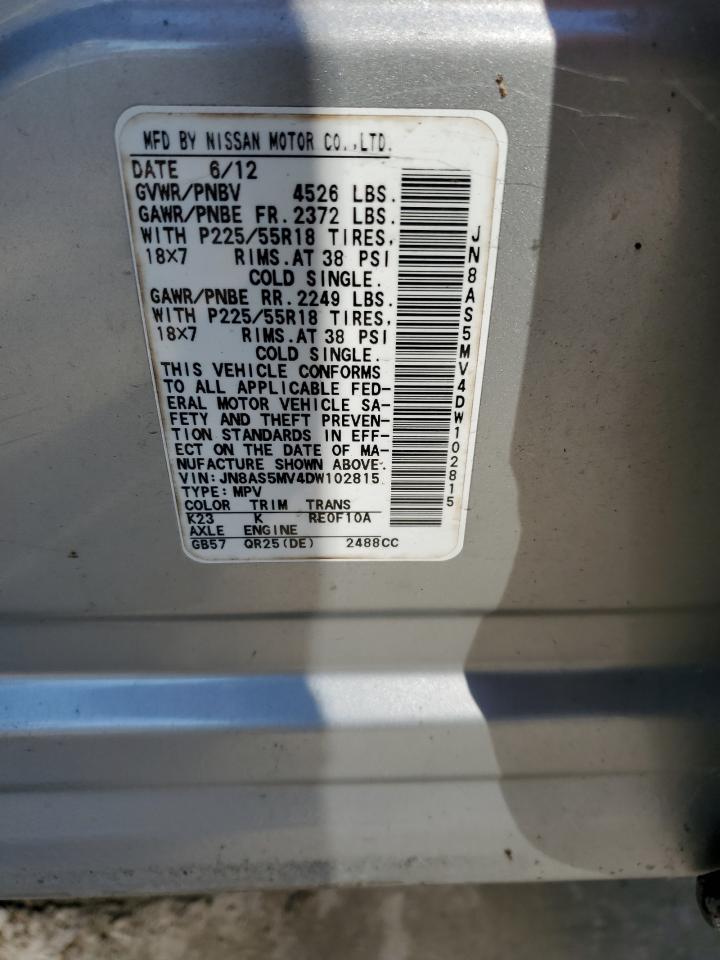 MFD BY NISSAN MOTOR CO.,LTD.
DATE 6/12
GVWR/PNBV 4526 LBS.
GAWR/PNBE FR. 2372 LBS.
WITH P225/55R18 TIRES,
18X7 RIMS. AT 38 PSI
COLD SINGLE.
GAWR/PNBE RR. 2249 LBS.
WITH P225/55R18 TIRES,
18X7 RIMS. AT 38 PSI
COLD SINGLE.
THIS VEHICLE CONFORMS
TO ALL APPLICABLE FED-
ERAL MOTOR VEHICLE SA-
FETY AND THEFT PREVEN-
TION STANDARDS IN EFF-
ECT ON THE DATE OF MA-
NUFACTURE SHOWN ABOVE.
VIN: JN8AS5MV4DW102815
TYPE: MPV
COLOR TRIM TRANS
K23 K RE0F10A
AXLE ENGINE
GB57 QR25(DE) 2488CC
JN8AS5MV4DW102815